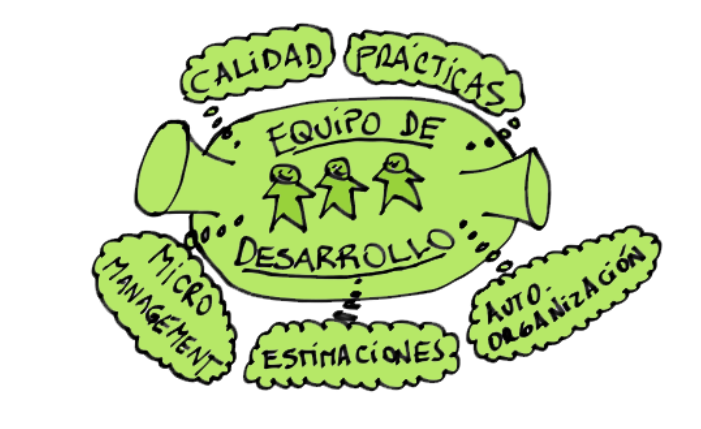 CALIDAD
PRÁCTICAS
EQUIPO DE
DESARROLLO
MICRO
MANAGEMENT
ESTIMACIONES
AUTO-
ORGANIZACIÓN